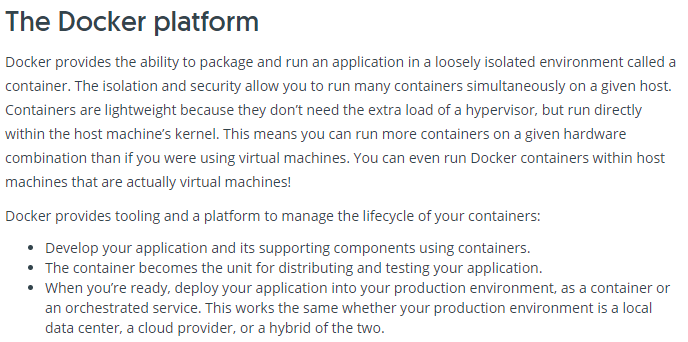 The Docker platform
Docker provides the ability to package and run an application in a loosely isolated environment called a
container. The isolation and security allow you to run many containers simultaneously on a given host.
Containers are lightweight because they don’t need the extra load of a hypervisor, but run directly
within the host machine’s kernel. This means you can run more containers on a given hardware
combination than if you were using virtual machines. You can even run Docker containers within host
machines that are actually virtual machines!
Docker provides tooling and a platform to manage the lifecycle of your containers:
• Develop your application and its supporting components using containers.
• The container becomes the unit for distributing and testing your application.
• When you’re ready, deploy your application into your production environment, as a container or
an orchestrated service. This works the same whether your production environment is a local
data center, a cloud provider, or a hybrid of the two.